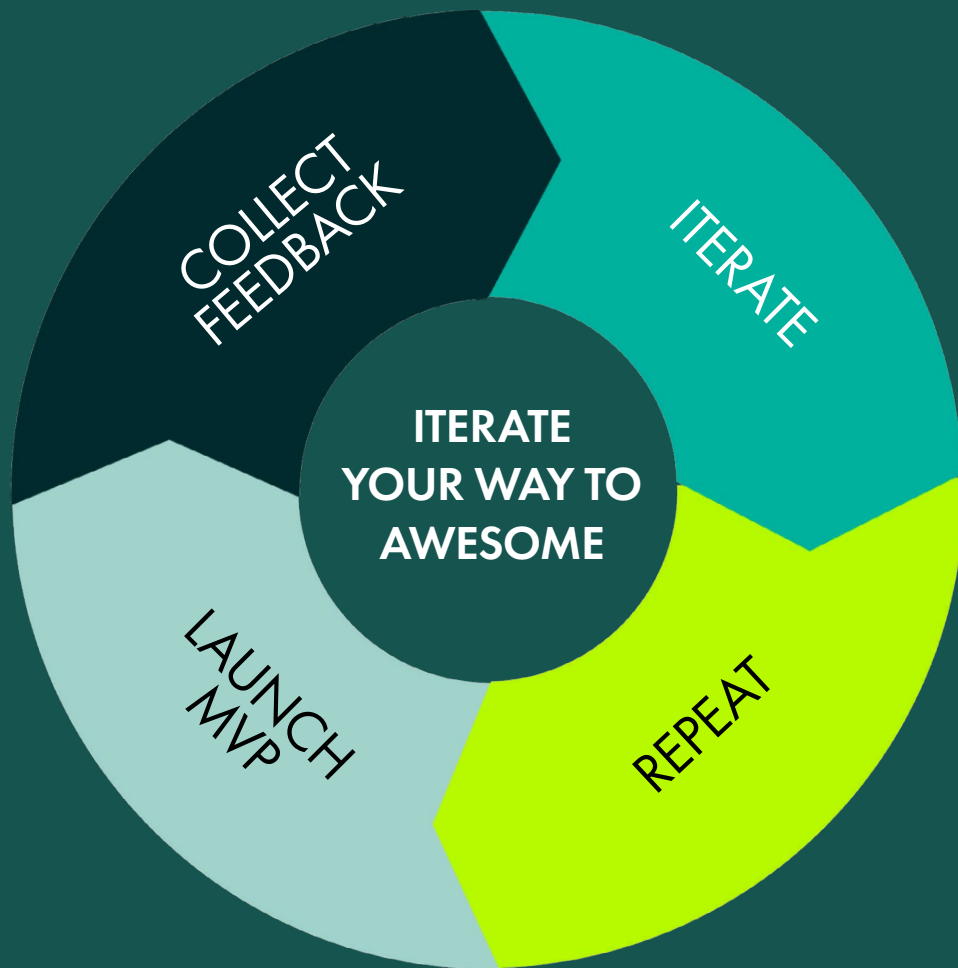 COLLECT
FEEDBACK
ITERATE
ITERATE
YOUR WAY TO
AWESOME
LAUNCH
MVP
REPEAT